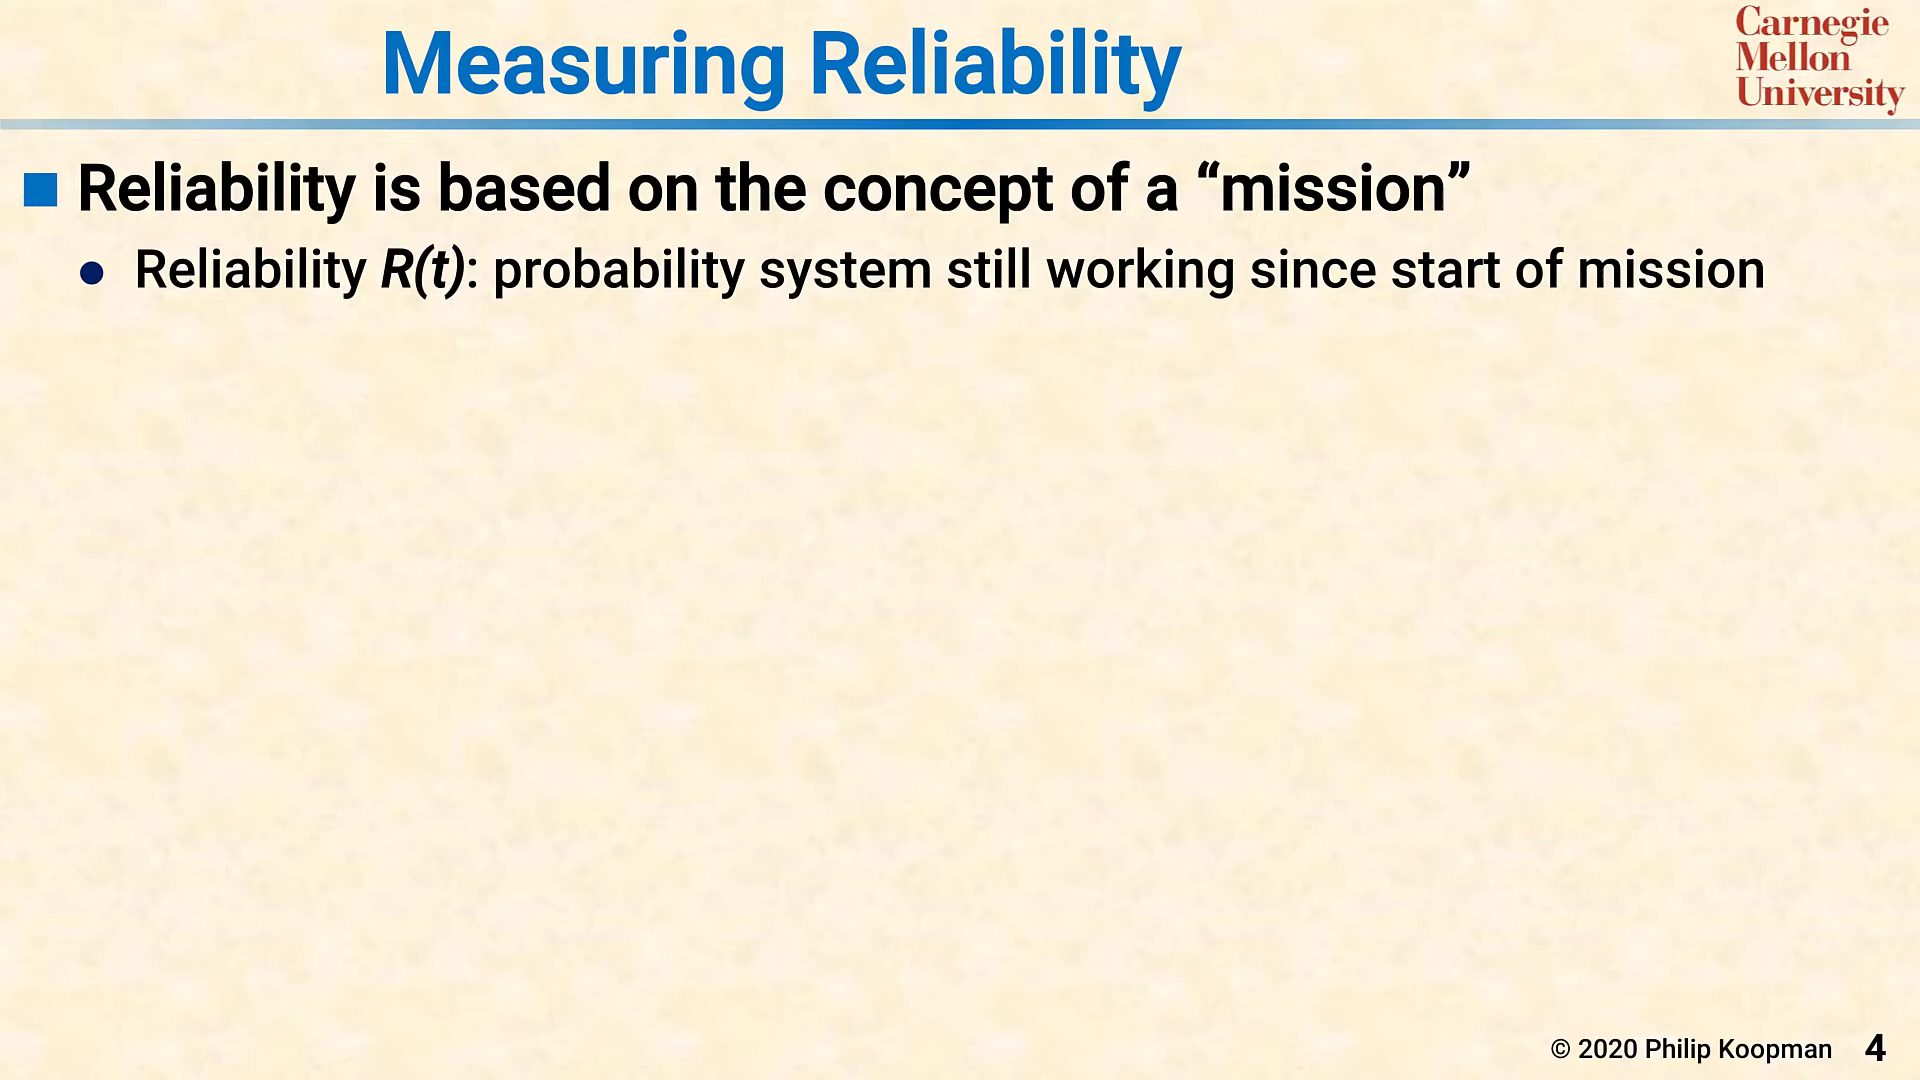 Measuring Reliability
Carnegie
Mellon
University
Reliability is based on the concept of a “mission”
Reliability R(t): probability system still working since start of mission
© 2020 Philip Koopman 4